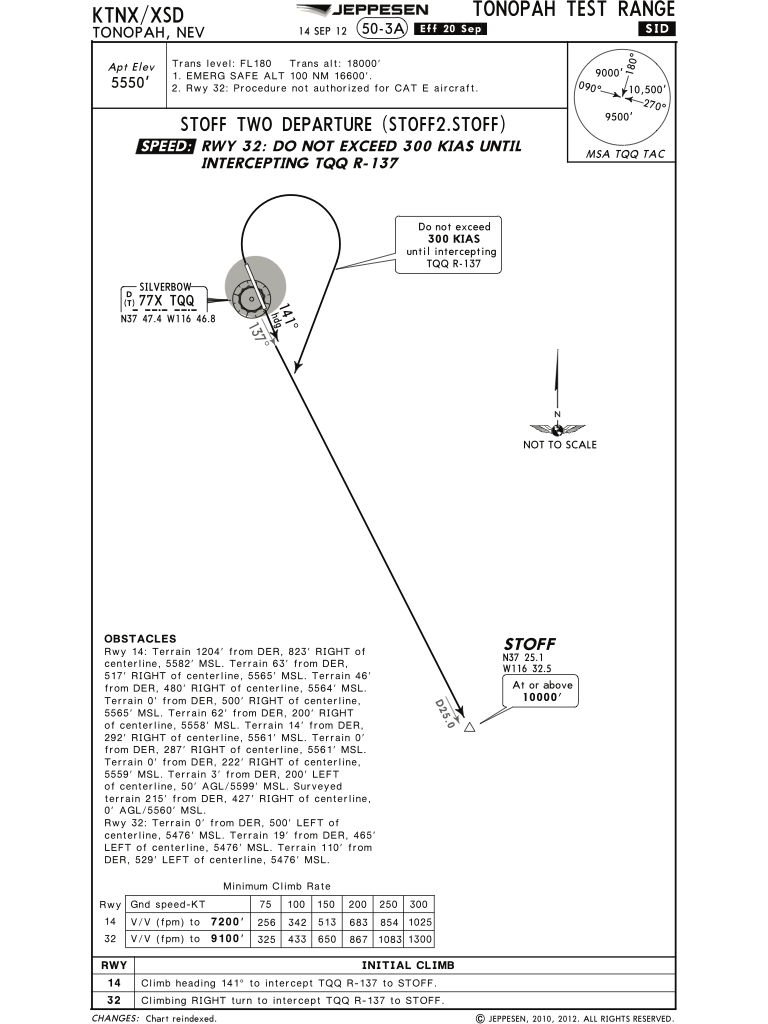 KTNX/XSD
TONOPAH, NEV
JEPPESEN
14 SEP 12
50-3A
Eff 20 Sep
TONOPAH TEST RANGE
SID
Apt Elev
5550'
Trans level: FL180 Trans alt: 18000'
1. EMERG SAFE ALT 100 NM 16600'.
2. Rwy 32: Procedure not authorized for CAT E aircraft.
9000'
180°
090°
10,500'
270°
9500'
MSA TQQ TAC
STOFF TWO DEPARTURE (STOFF2.STOFF)
SPEED: RWY 32: DO NOT EXCEED 300 KIAS UNTIL
INTERCEPTING TQQ R-137
Do not exceed
300 KIAS
until intercepting
TQQ R-137
SILVERBOW
D
(T) 77X TQQ
N37 47.4 W116 46.8
141°
hdg
137°
N
NOT TO SCALE
STOFF
N37 25.1
W116 32.5
At or above
10000'
D25.0
OBSTACLES
Rwy 14: Terrain 1204' from DER, 823' RIGHT of
centerline, 5582' MSL. Terrain 63' from DER,
517' RIGHT of centerline, 5565' MSL. Terrain 46'
from DER, 480' RIGHT of centerline, 5564' MSL.
Terrain 0' from DER, 500' RIGHT of centerline,
5565' MSL. Terrain 62' from DER, 200' RIGHT
of centerline, 5558' MSL. Terrain 14' from DER,
292' RIGHT of centerline, 5561' MSL. Terrain 0'
from DER, 287' RIGHT of centerline, 5561' MSL.
Terrain 0' from DER, 222' RIGHT of centerline,
5559' MSL. Terrain 3' from DER, 200' LEFT
of centerline, 50' AGL/5599' MSL. Surveyed
terrain 215' from DER, 427' RIGHT of centerline,
0' AGL/5560' MSL.
Rwy 32: Terrain 0' from DER, 500' LEFT of
centerline, 5476' MSL. Terrain 19' from DER, 465'
LEFT of centerline, 5476' MSL. Terrain 110' from
DER, 529' LEFT of centerline, 5476' MSL.
Minimum Climb Rate
Rwy Gnd speed-KT 75 100 150 200 250 300
14 V/V (fpm) to 7200' 256 342 513 683 854 1025
32 V/V (fpm) to 9100' 325 433 650 867 1083 1300
RWY INITIAL CLIMB
14 Climb heading 141° to intercept TQQ R-137 to STOFF.
32 Climbing RIGHT turn to intercept TQQ R-137 to STOFF.
CHANGES: Chart reindexed.
© JEPPESEN, 2010, 2012. ALL RIGHTS RESERVED.